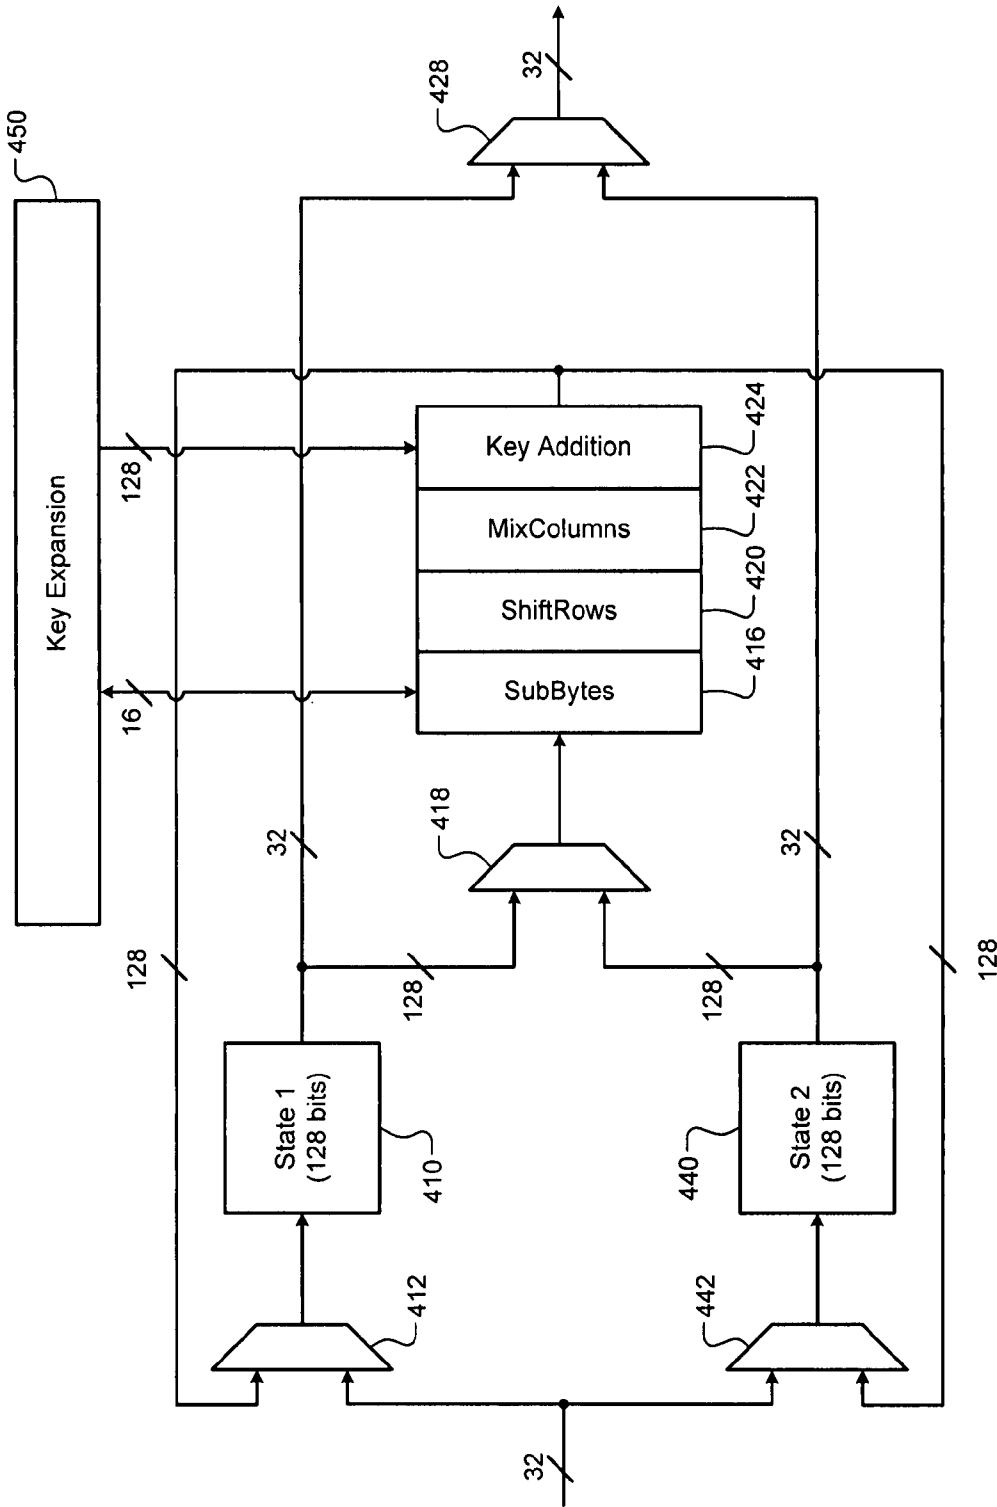 450
Key Expansion
128
16
128
32
428
32
Key Addition
424
MixColumns
422
ShiftRows
420
SubBytes
416
418
128
128
32
128
State 1
(128 bits)
410
State 2
(128 bits)
440
412
442
32